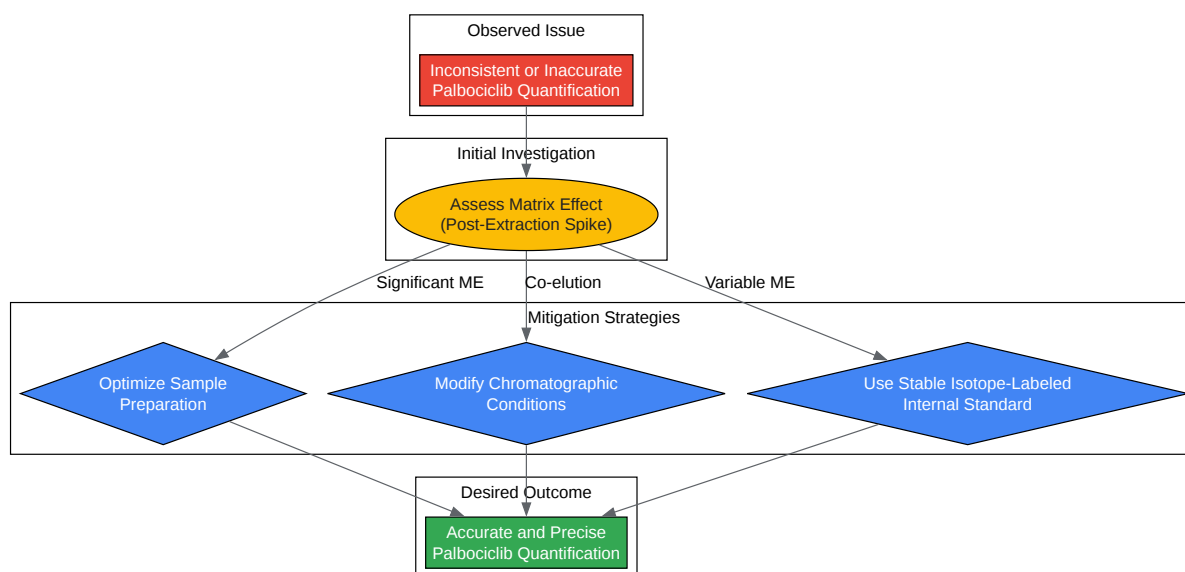 Observed Issue
Inconsistent or Inaccurate
Palbociclib Quantification
Initial Investigation
Assess Matrix Effect
(Post-Extraction Spike)
Significant ME
Co-elution
Variable ME
Mitigation Strategies
Optimize Sample
Preparation
Modify Chromatographic
Conditions
Use Stable Isotope-Labeled
Internal Standard
Desired Outcome
Accurate and Precise
Palbociclib Quantification